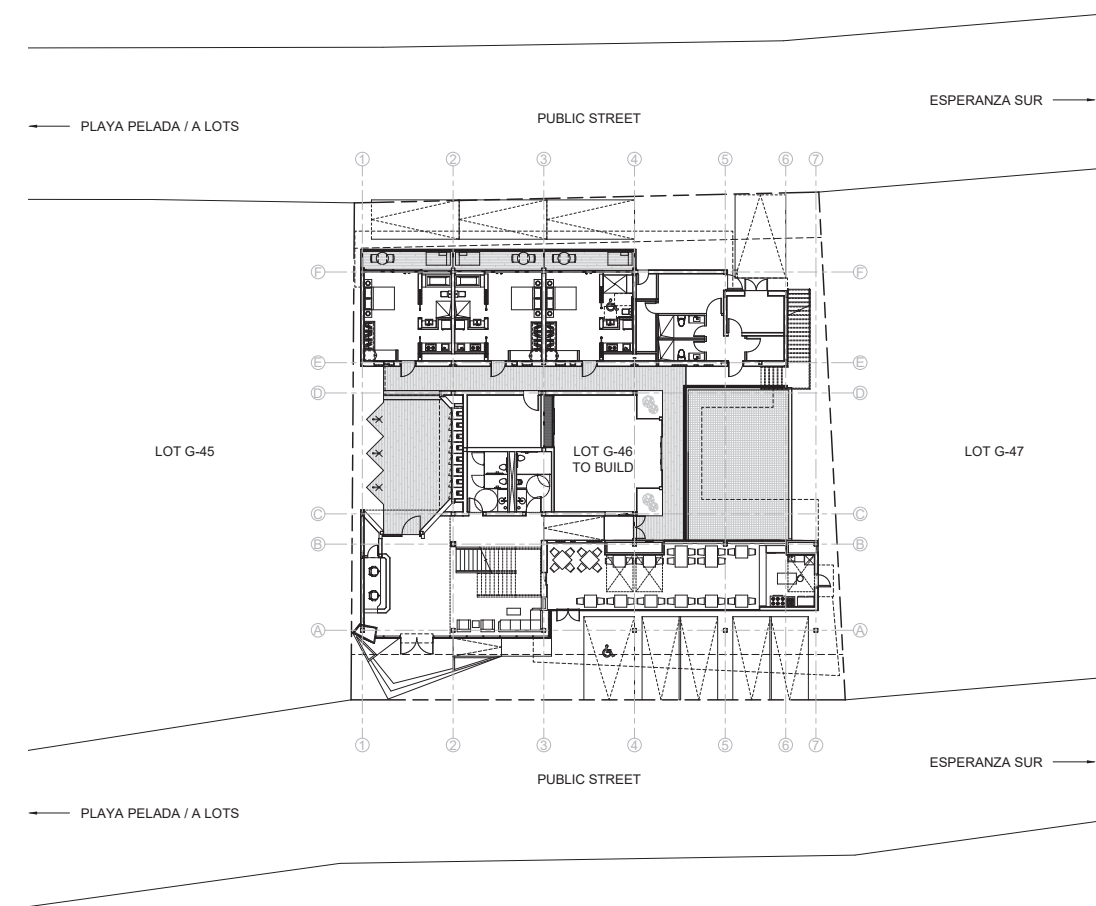 ESPERANZA SUR
PUBLIC STREET
PLAYA PELADA / A LOTS
1 2 3 4 5 6 7
F F
E E
D D
LOT G-45
LOT G-46
TO BUILD
LOT G-47
C C
B B
A A
1 2 3 4 5 6 7
ESPERANZA SUR
PUBLIC STREET
PLAYA PELADA / A LOTS